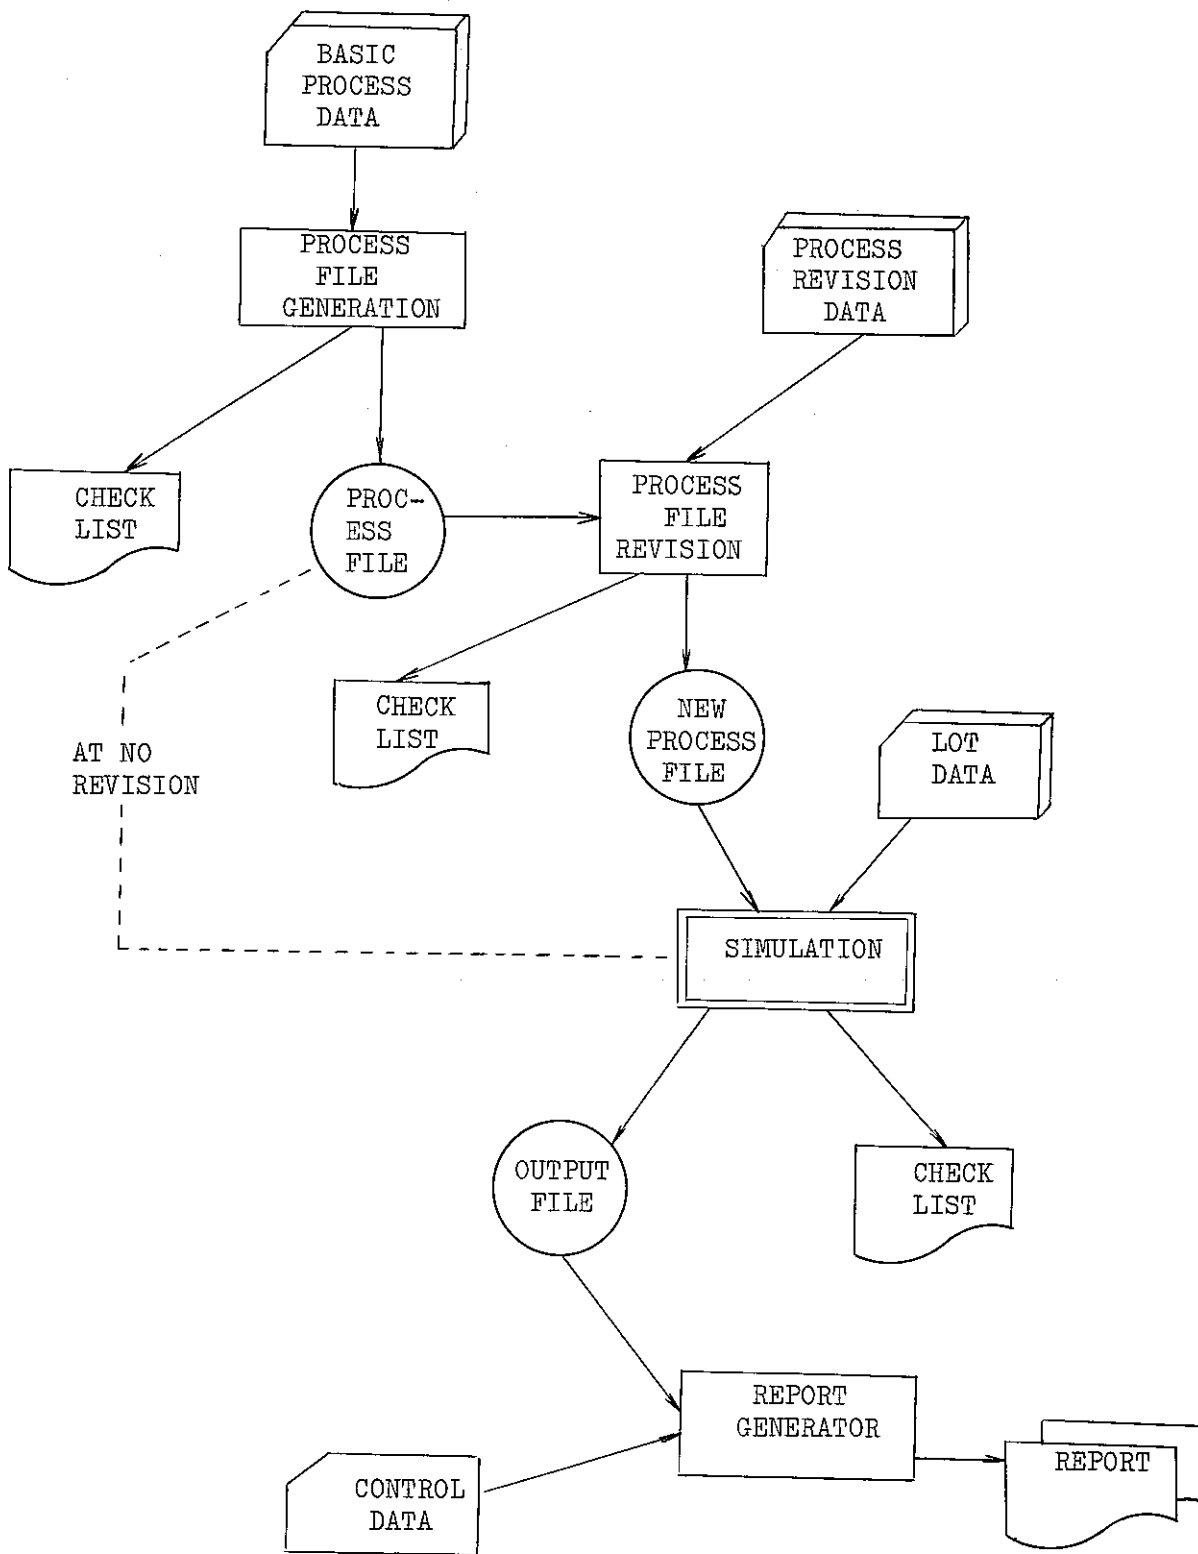 BASIC
PROCESS
DATA
PROCESS
FILE
GENERATION
PROCESS
REVISION
DATA
CHECK
LIST
PROC-
ESS
FILE
PROCESS
FILE
REVISION
CHECK
LIST
NEW
PROCESS
FILE
LOT
DATA
AT NO
REVISION
SIMULATION
OUTPUT
FILE
CHECK
LIST
REPORT
GENERATOR
CONTROL
DATA
REPORT